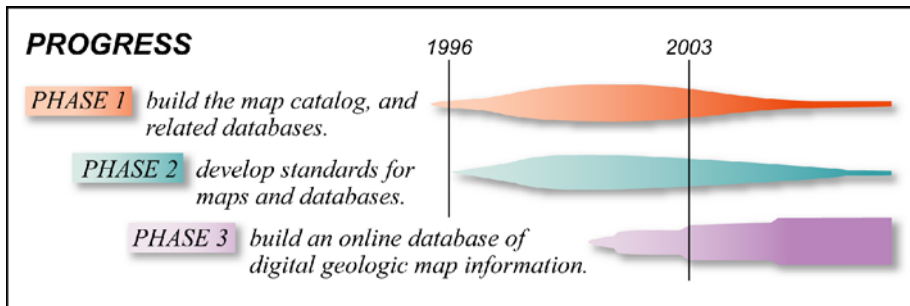 PROGRESS
1996 2003
PHASE 1 build the map catalog, and
related databases.
PHASE 2 develop standards for
maps and databases.
PHASE 3 build an online database of
digital geologic map information.